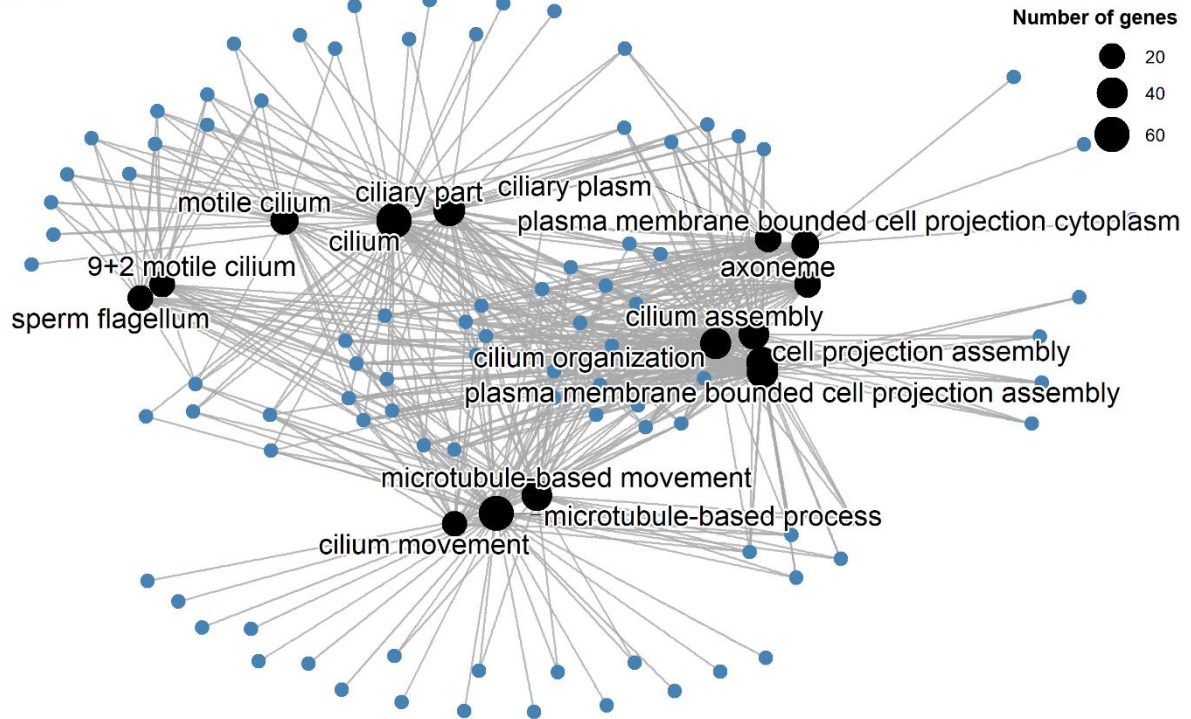 Number of genes
20
40
60
ciliary part
ciliary plasm
motile cilium
plasma membrane bounded cell projection cytoplasm
cilium
9+2 motile cilium
axoneme
sperm flagellum
cilium assembly
cilium organization
cell projection assembly
plasma membrane bounded cell projection assembly
microtubule-based movement
microtubule-based process
cilium movement